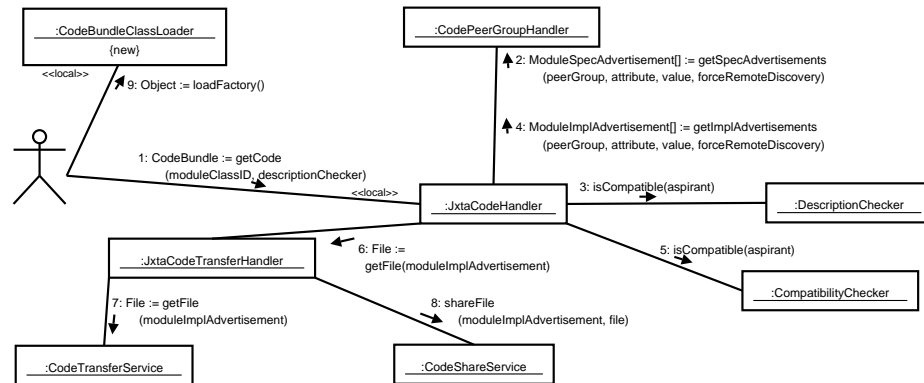 :CodeBundleClassLoader
{new}
<<local>>
9: Object := loadFactory()
:CodePeerGroupHandler
2: ModuleSpecAdvertisement[] := getSpecAdvertisements
(peerGroup, attribute, value, forceRemoteDiscovery)
4: ModuleImplAdvertisement[] := getImplAdvertisements
(peerGroup, attribute, value, forceRemoteDiscovery)
1: CodeBundle := getCode
(moduleClassID, descriptionChecker)
<<local>>
:JxtaCodeHandler
3: isCompatible(aspirant)
:DescriptionChecker
6: File :=
getFile(moduleImplAdvertisement)
:JxtaCodeTransferHandler
5: isCompatible(aspirant)
:CompatibilityChecker
7: File := getFile
(moduleImplAdvertisement)
8: shareFile
(moduleImplAdvertisement, file)
:CodeTransferService
:CodeShareService